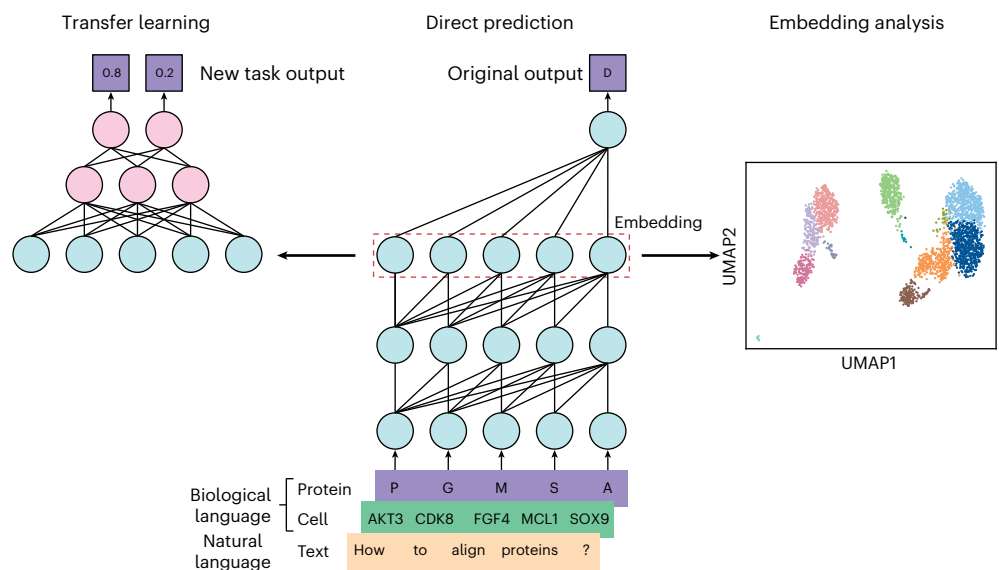 Transfer learning
Direct prediction
Embedding analysis
0.8 0.2 New task output
Original output D
Embedding
UMAP2
UMAP1
Biological language
Protein P G M S A
Cell AKT3 CDK8 FGF4 MCL1 SOX9
Natural language
Text How to align proteins ?